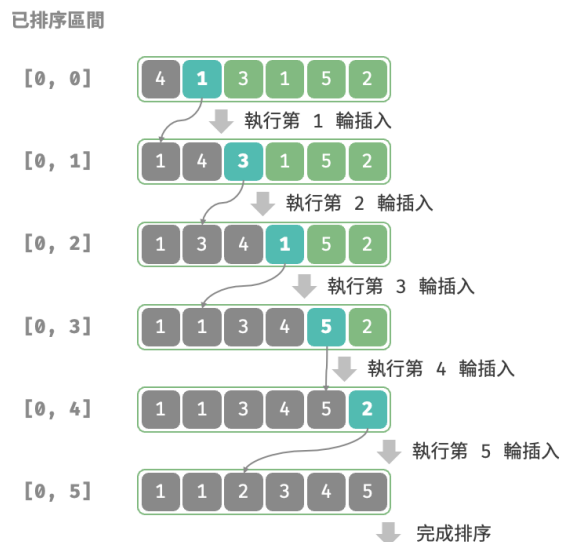 已排序區間
[0, 0] 4 1 3 1 5 2
執行第 1 輪插入
[0, 1] 1 4 3 1 5 2
執行第 2 輪插入
[0, 2] 1 3 4 1 5 2
執行第 3 輪插入
[0, 3] 1 1 3 4 5 2
執行第 4 輪插入
[0, 4] 1 1 3 4 5 2
執行第 5 輪插入
[0, 5] 1 1 2 3 4 5
完成排序